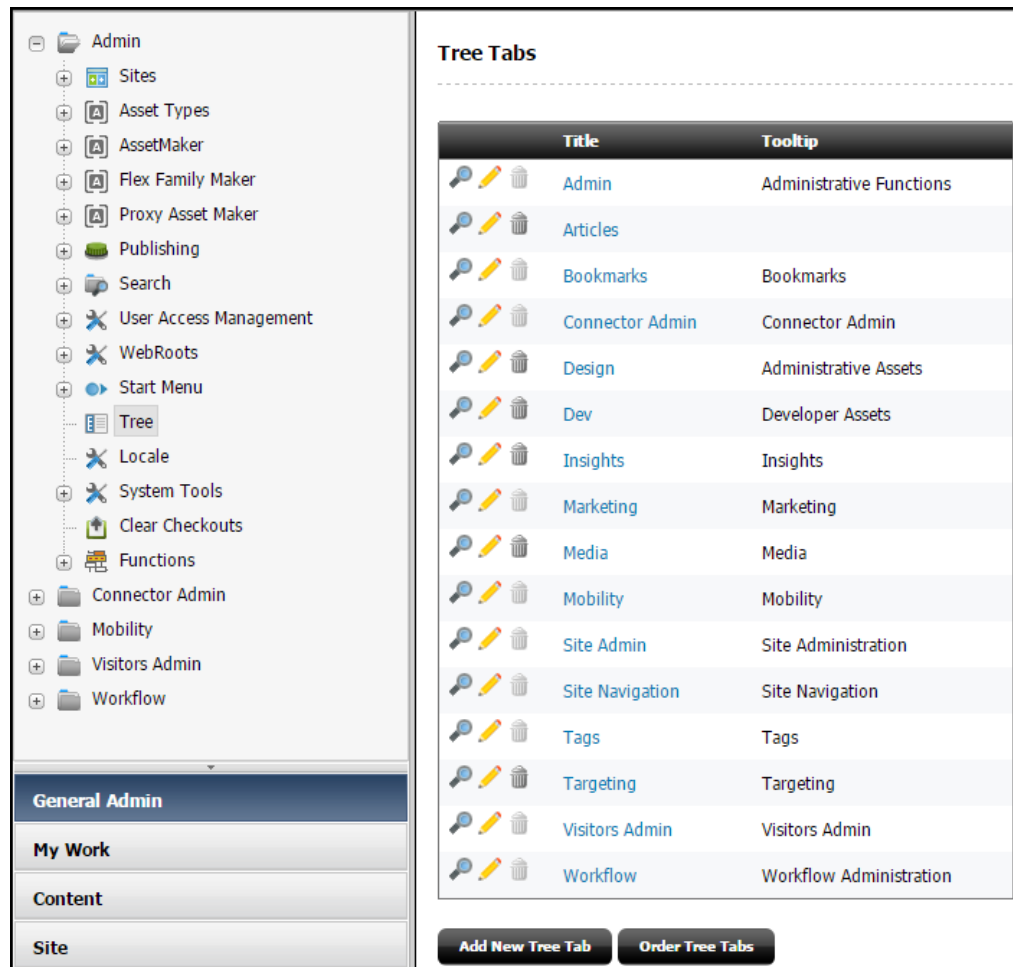 Admin
Sites
Asset Types
AssetMaker
Flex Family Maker
Proxy Asset Maker
Publishing
Search
User Access Management
WebRoots
Start Menu
Tree
Locale
System Tools
Clear Checkouts
Functions
Connector Admin
Mobility
Visitors Admin
Workflow
General Admin
My Work
Content
Site
Tree Tabs
Title Tooltip
Admin Administrative Functions
Articles
Bookmarks Bookmarks
Connector Admin Connector Admin
Design Administrative Assets
Dev Developer Assets
Insights Insights
Marketing Marketing
Media Media
Mobility Mobility
Site Admin Site Administration
Site Navigation Site Navigation
Tags Tags
Targeting Targeting
Visitors Admin Visitors Admin
Workflow Workflow Administration
Add New Tree Tab Order Tree Tabs